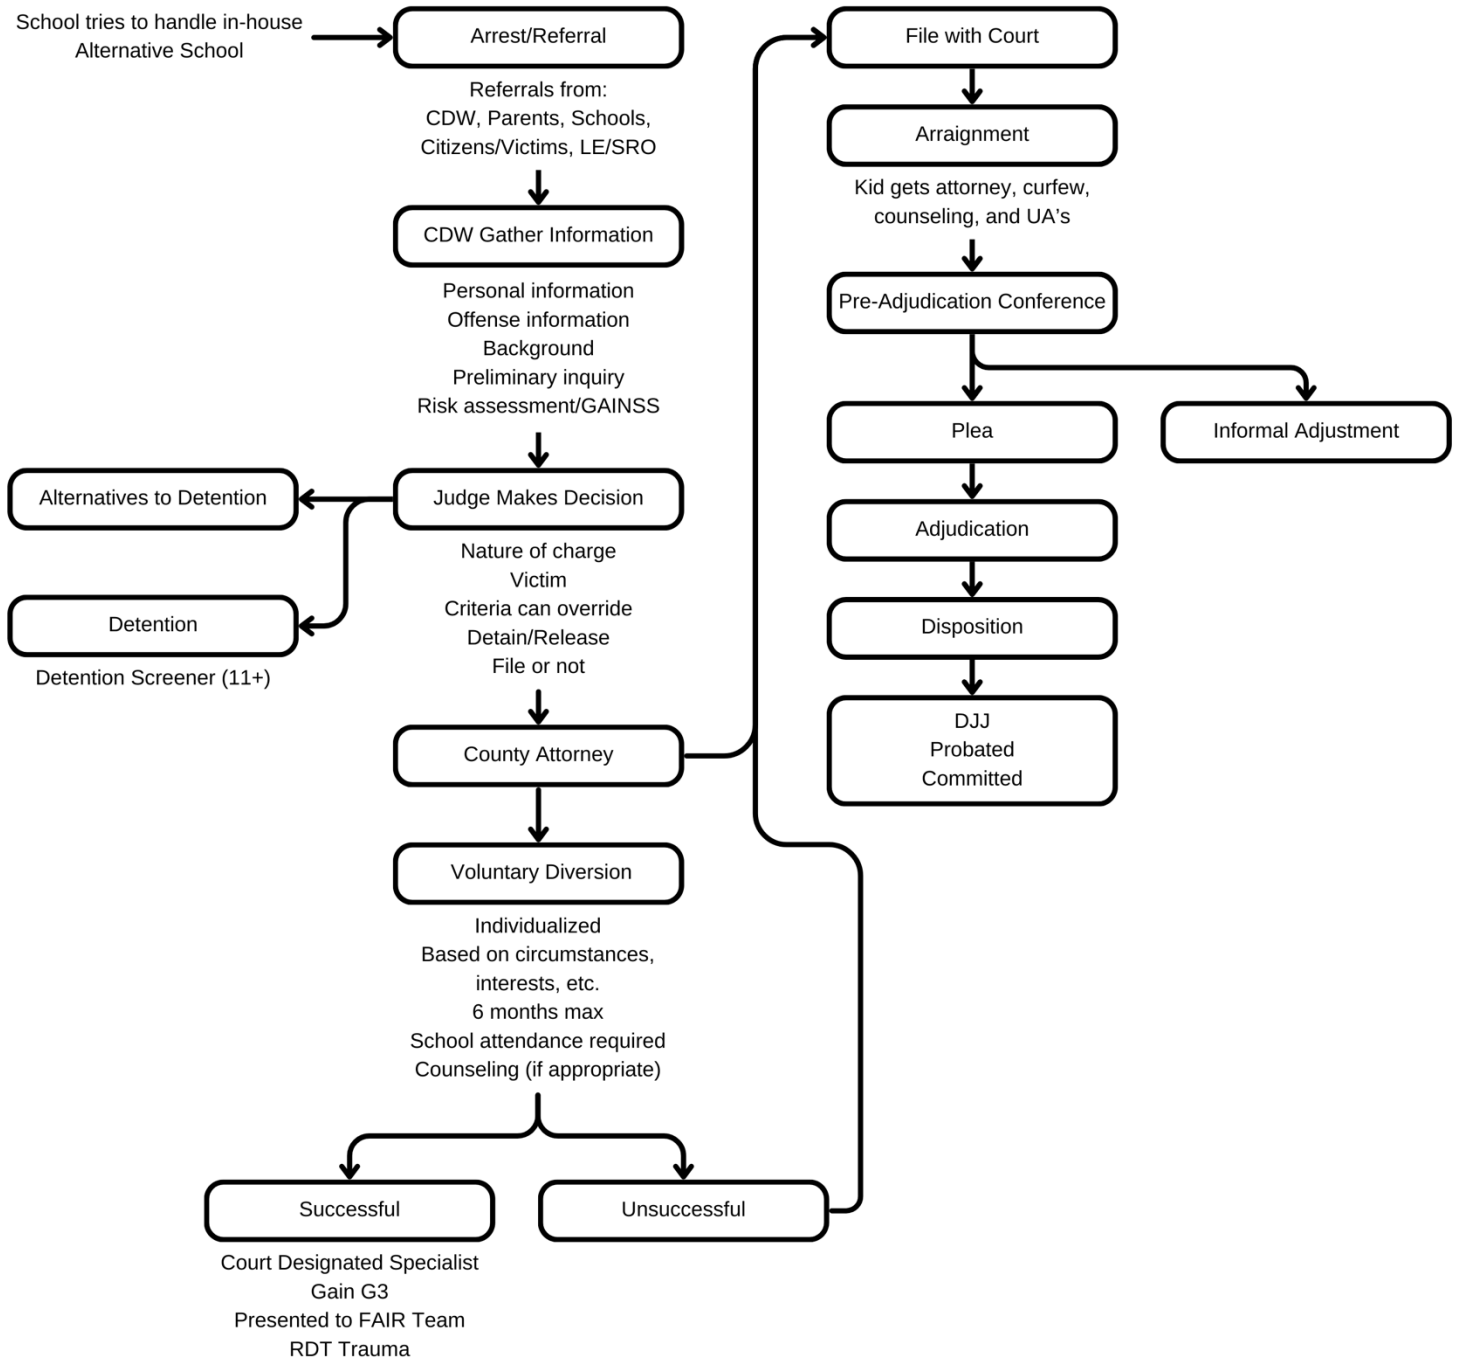 School tries to handle in-house
Alternative School
Arrest/Referral
Referrals from:
CDW, Parents, Schools,
Citizens/Victims, LE/SRO
CDW Gather Information
Personal information
Offense information
Background
Preliminary inquiry
Risk assessment/GAINSS
Judge Makes Decision
Alternatives to Detention
Detention
Detention Screener (11+)
Nature of charge
Victim
Criteria can override
Detain/Release
File or not
County Attorney
Voluntary Diversion
Individualized
Based on circumstances,
interests, etc.
6 months max
School attendance required
Counseling (if appropriate)
Successful
Court Designated Specialist
Gain G3
Presented to FAIR Team
RDT Trauma
Unsuccessful
File with Court
Arraignment
Kid gets attorney, curfew,
counseling, and UA’s
Pre-Adjudication Conference
Plea
Informal Adjustment
Adjudication
Disposition
DJJ
Probated
Committed